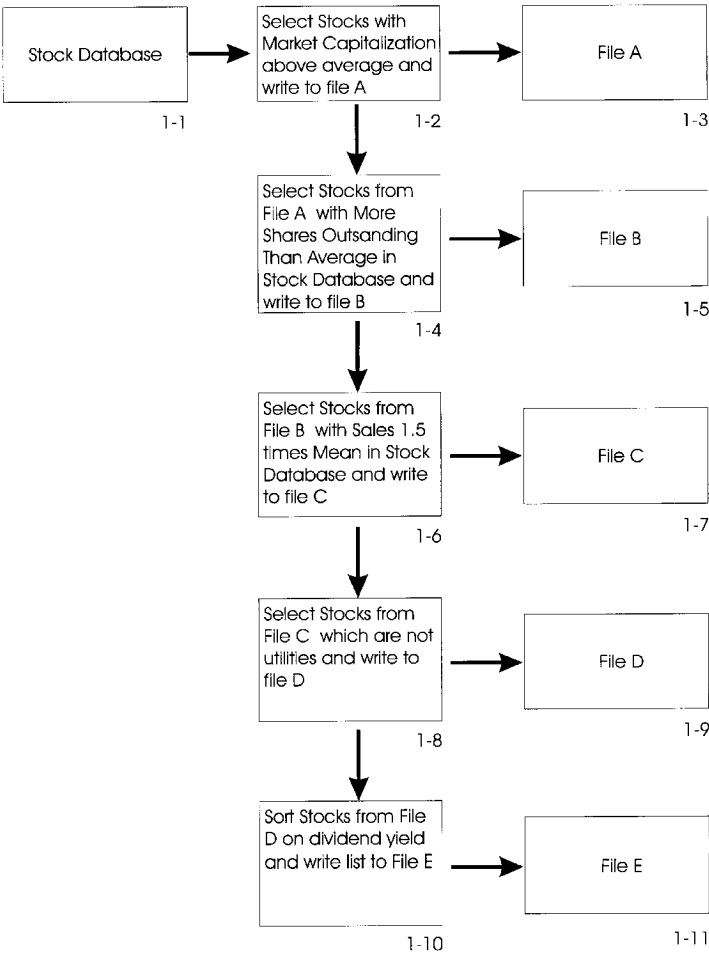 Stock Database
1-1
Select Stocks with
Market Capitalization
above average and
write to file A
1-2
File A
1-3
Select Stocks from
File A with More
Shares Outsanding
Than Average in
Stock Database and
write to file B
1-4
File B
1-5
Select Stocks from
File B with Sales 1.5
times Mean in Stock
Database and write
to file C
1-6
File C
1-7
Select Stocks from
File C which are not
utilities and write to
file D
1-8
File D
1-9
Sort Stocks from File
D on dividend yield
and write list to File E
1-10
File E
1-11